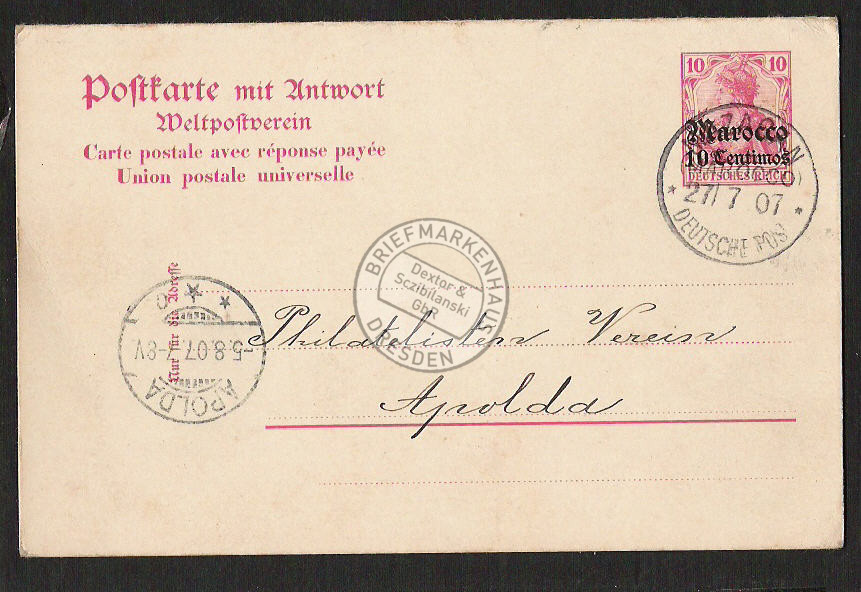 Postkarte mit Antwort
Weltpostverein
Carte postale avec réponse payée
Union postale universelle
10 10
Marocco
10 Centimos
DEUTSCHES REICH
(MAROCCO)
* 27/7 07 *
DEUTSCHE POST
BRIEFMARKENHAUS
Dextor &
Sczibilanski
GbR
DRESDEN
Nur für die Adresse
-5.8.07.7-8V.
APOLDA
Philatelisten Verein
Apolda